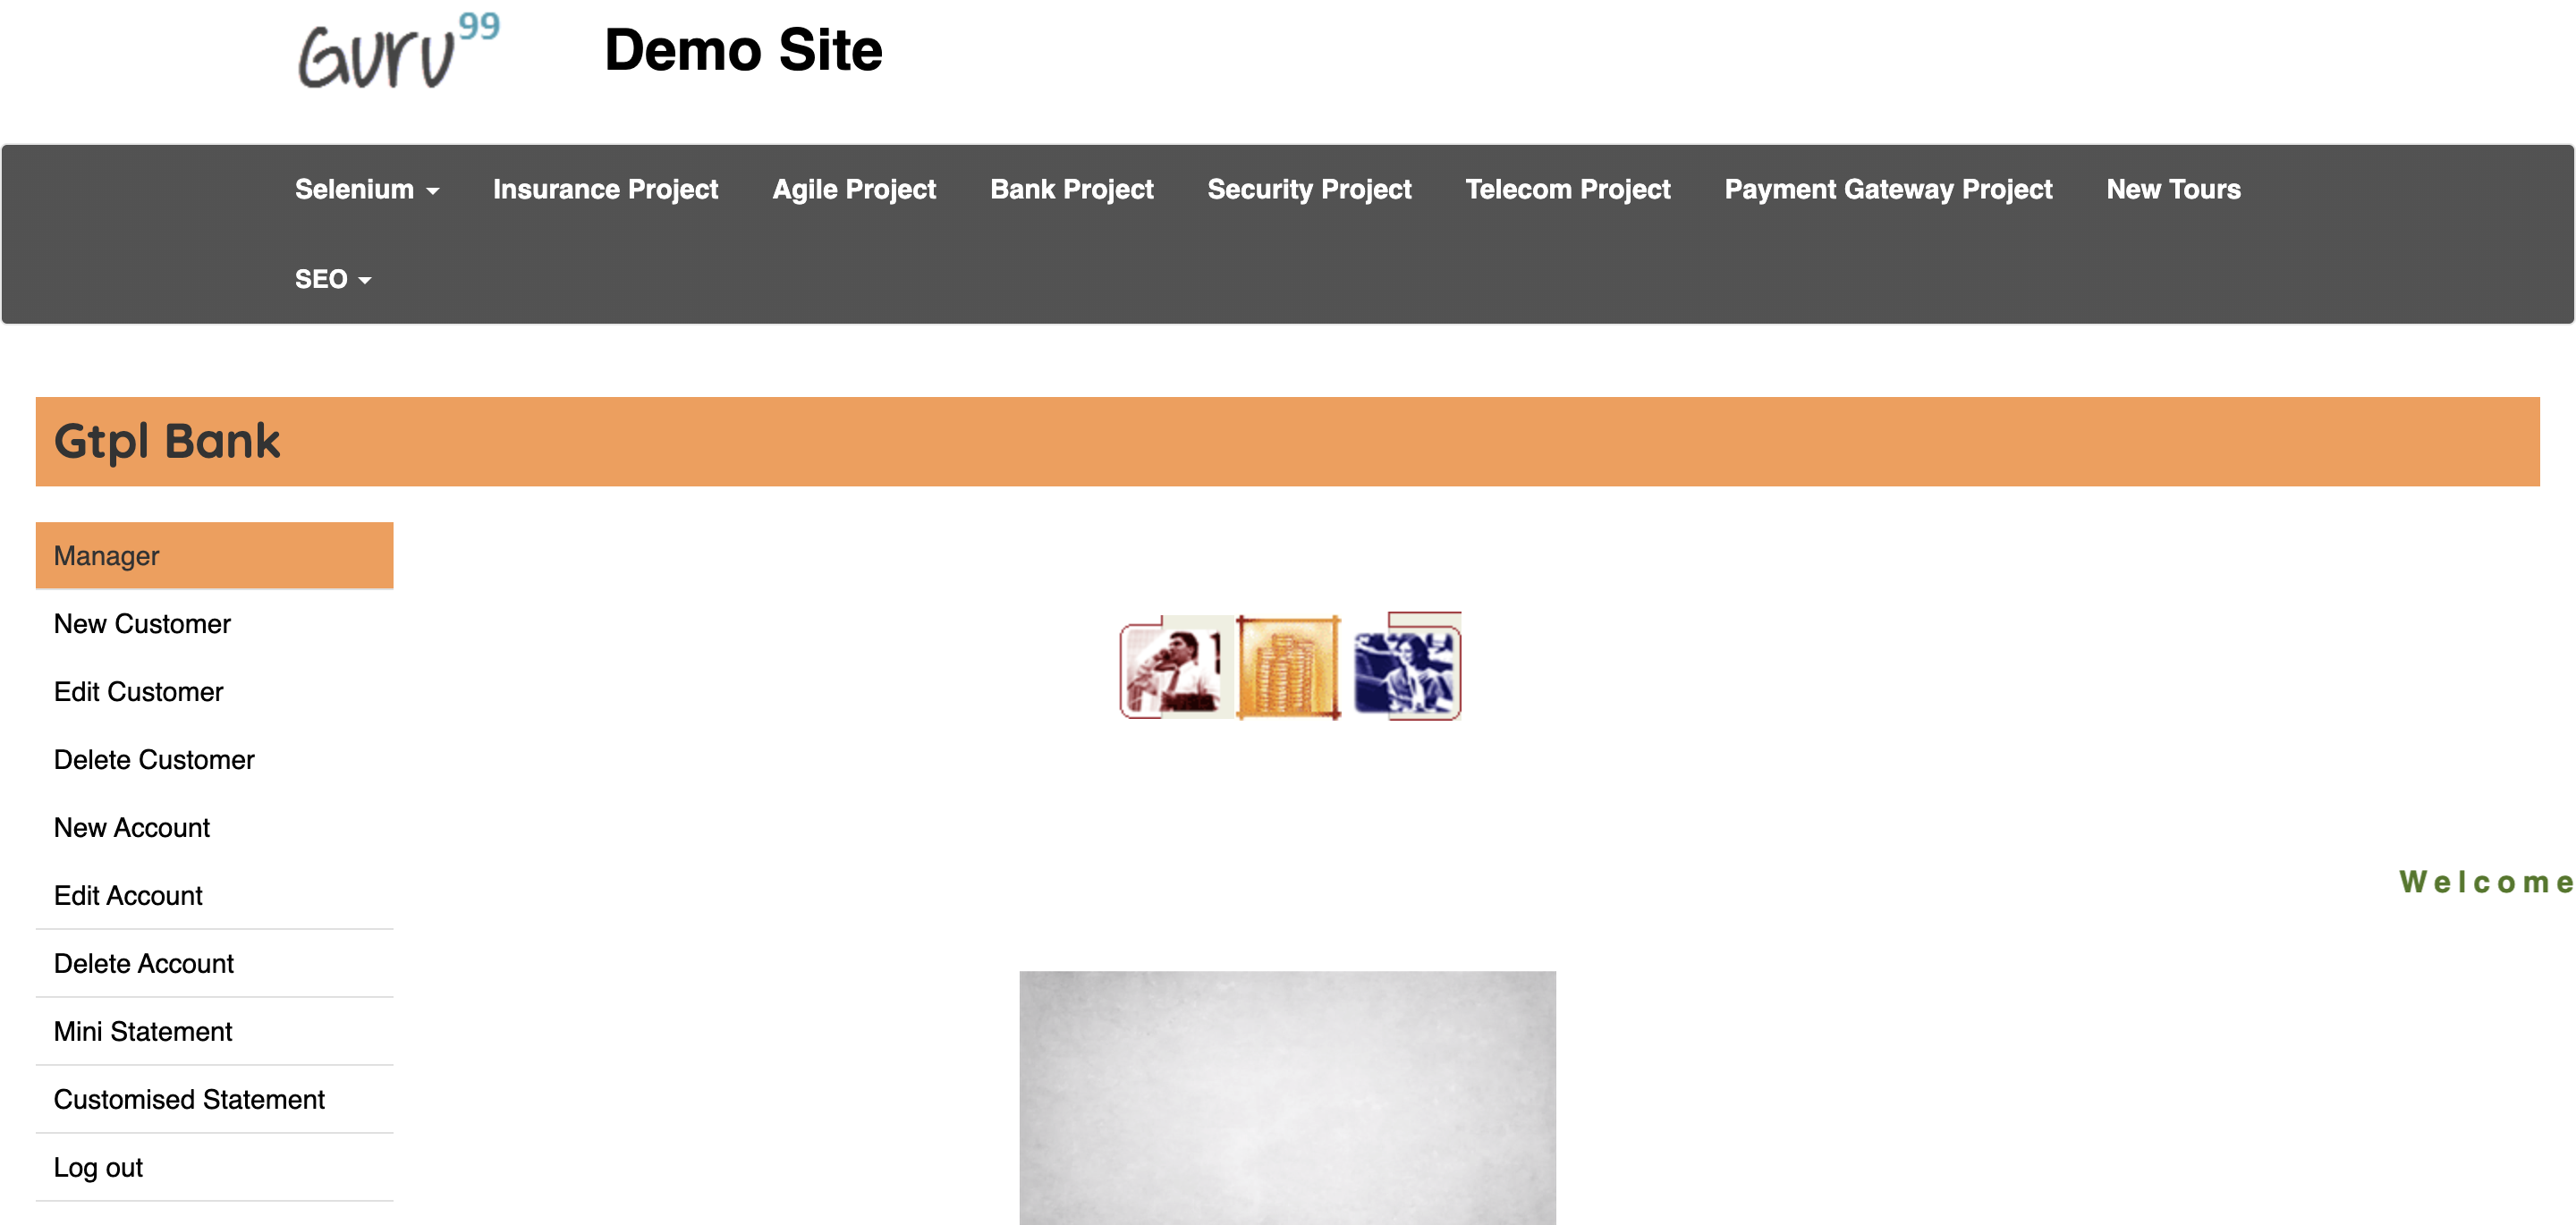 Guru99
Demo Site
Selenium Insurance Project Agile Project Bank Project Security Project Telecom Project Payment Gateway Project New Tours
SEO
Gtpl Bank
Manager
New Customer
Edit Customer
Delete Customer
New Account
Edit Account
Welcome
Delete Account
Mini Statement
Customised Statement
Log out